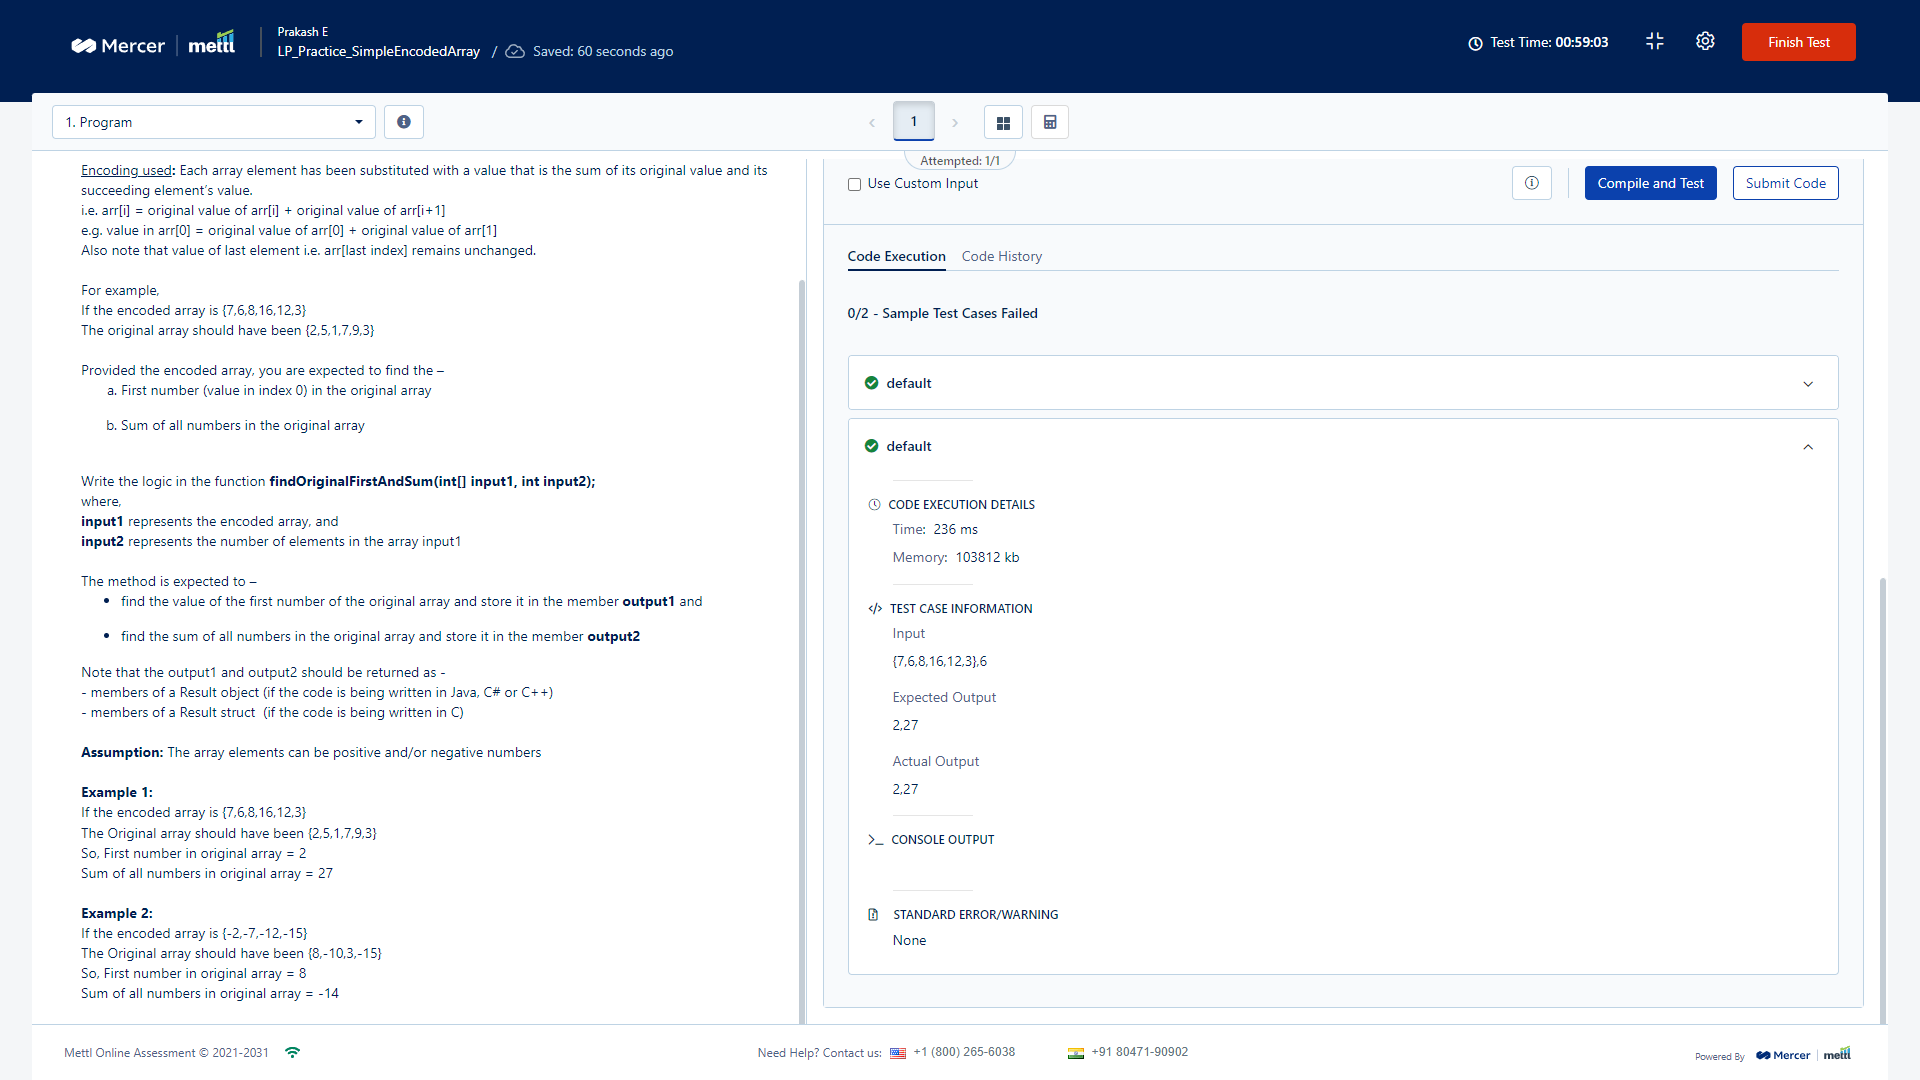 Mercer | mettl
Prakash E
LP_Practice_SimpleEncodedArray / Saved: 60 seconds ago
Test Time: 00:59:03
Finish Test
1. Program
1
Attempted: 1/1
Encoding used: Each array element has been substituted with a value that is the sum of its original value and its
succeeding element’s value.
i.e. arr[i] = original value of arr[i] + original value of arr[i+1]
e.g. value in arr[0] = original value of arr[0] + original value of arr[1]
Also note that value of last element i.e. arr[last index] remains unchanged.
For example,
If the encoded array is {7,6,8,16,12,3}
The original array should have been {2,5,1,7,9,3}
Provided the encoded array, you are expected to find the –
a. First number (value in index 0) in the original array
b. Sum of all numbers in the original array
Write the logic in the function findOriginalFirstAndSum(int[] input1, int input2);
where,
input1 represents the encoded array, and
input2 represents the number of elements in the array input1
The method is expected to –
• find the value of the first number of the original array and store it in the member output1 and
• find the sum of all numbers in the original array and store it in the member output2
Note that the output1 and output2 should be returned as -
- members of a Result object (if the code is being written in Java, C# or C++)
- members of a Result struct (if the code is being written in C)
Assumption: The array elements can be positive and/or negative numbers
Example 1:
If the encoded array is {7,6,8,16,12,3}
The Original array should have been {2,5,1,7,9,3}
So, First number in original array = 2
Sum of all numbers in original array = 27
Example 2:
If the encoded array is {-2,-7,-12,-15}
The Original array should have been {8,-10,3,-15}
So, First number in original array = 8
Sum of all numbers in original array = -14
Use Custom Input
Compile and Test
Submit Code
Code Execution
Code History
0/2 - Sample Test Cases Failed
default
default
CODE EXECUTION DETAILS
Time: 236 ms
Memory: 103812 kb
</> TEST CASE INFORMATION
Input
{7,6,8,16,12,3},6
Expected Output
2,27
Actual Output
2,27
>_ CONSOLE OUTPUT
STANDARD ERROR/WARNING
None
Mettl Online Assessment © 2021-2031
Need Help? Contact us: +1 (800) 265-6038
+91 80471-90902
Powered By Mercer | mettl